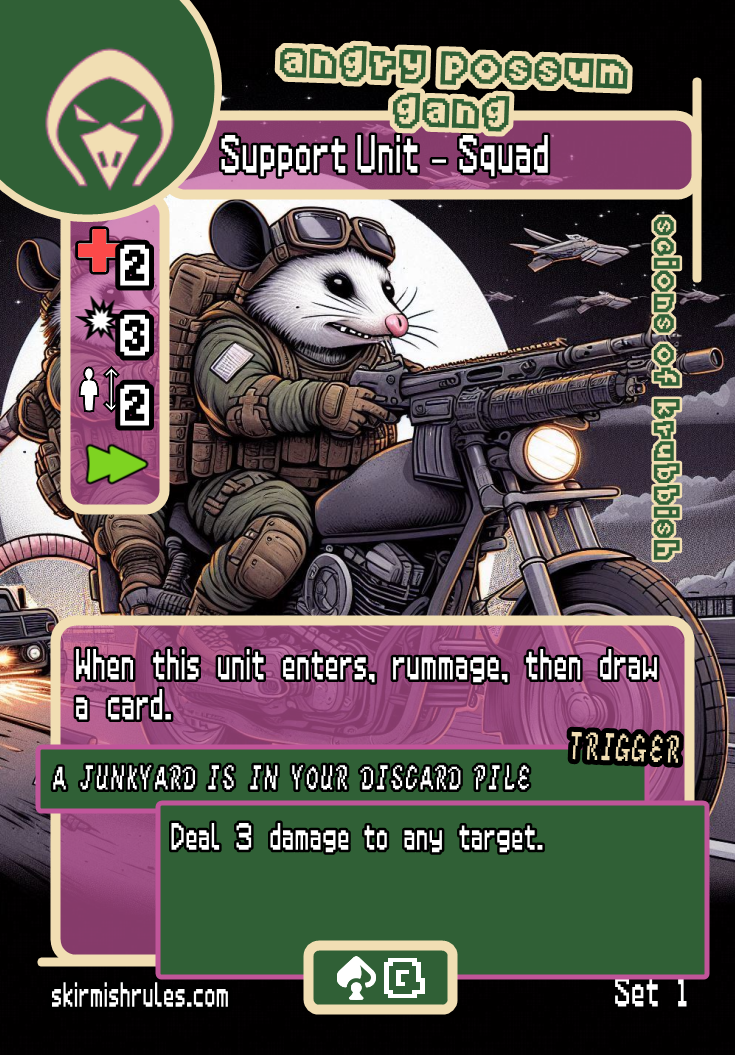 angry possum
gang
Support Unit - Squad
2
3
2
scions of brubbish
When this unit enters, rummage, then draw
a card.
TRIGGER
A JUNKYARD IS IN YOUR DISCARD PILE
Deal 3 damage to any target.
skirmishrules.com
Set 1